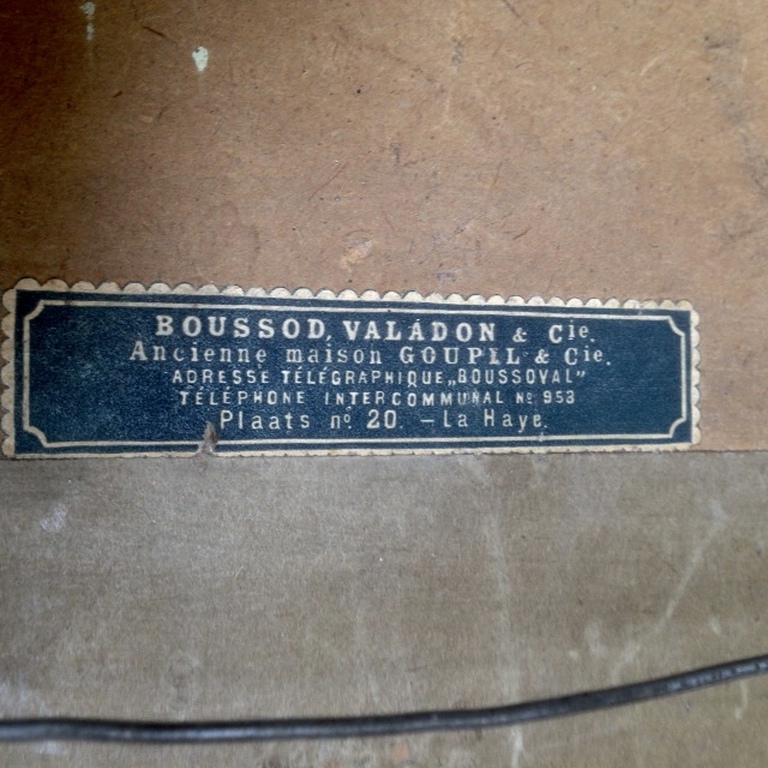 BOUSSOD, VALADON & Cie.
Ancienne maison GOUPIL & Cie.
ADRESSE TÉLÉGRAPHIQUE „BOUSSOVAL”
TÉLÉPHONE INTERCOMMUNAL No 953
Plaats no. 20. — La Haye.